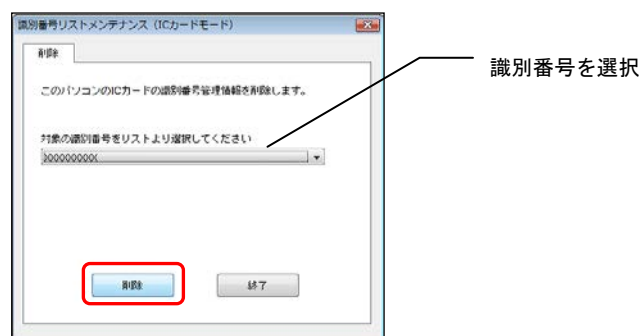 識別番号リストメンテナンス (ICカードモード)
削除
識別番号を選択
このパソコンのICカードの識別番号管理情報を削除します。
対象の識別番号をリストより選択してください
XXXXXXXXXX
削除
終了